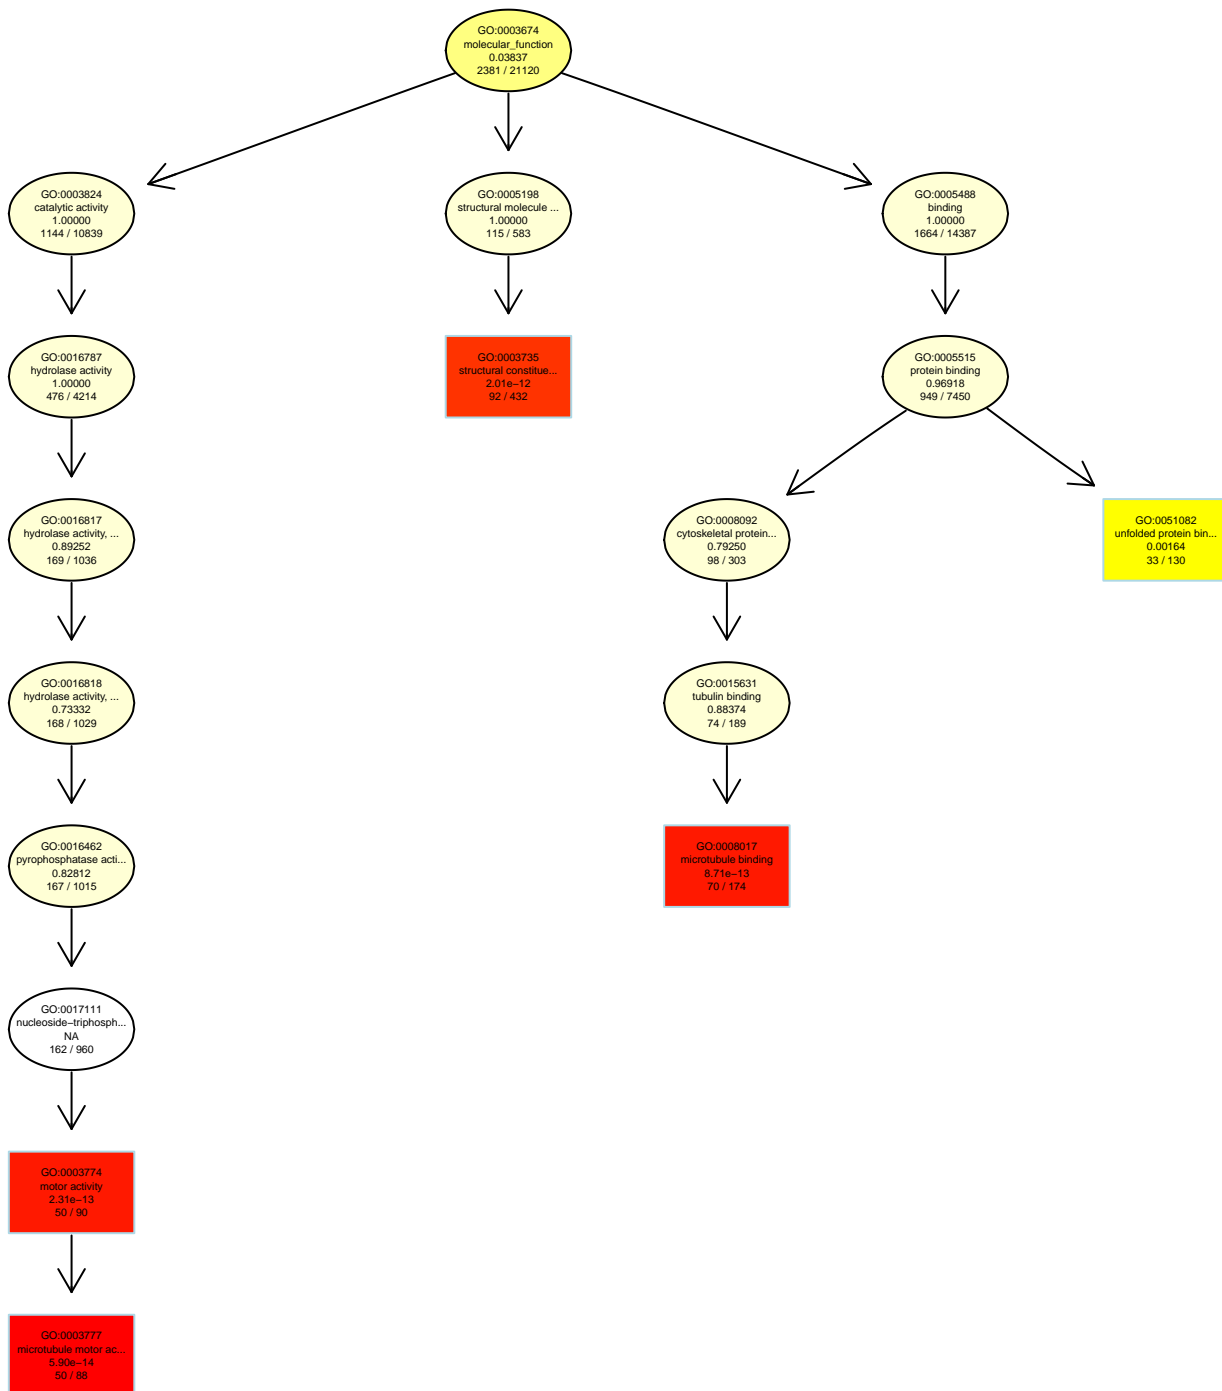 GO:0003674
molecular_function
0.03837
2381 / 21120
GO:0003824
catalytic activity
1.00000
1144 / 10839
GO:0005198
structural molecule ...
1.00000
115 / 583
GO:0005488
binding
1.00000
1664 / 14387
GO:0016787
hydrolase activity
1.00000
476 / 4214
GO:0003735
structural constitue...
2.01e−12
92 / 432
GO:0005515
protein binding
0.96918
949 / 7450
GO:0016817
hydrolase activity, ...
0.89252
169 / 1036
GO:0008092
cytoskeletal protein...
0.79250
98 / 303
GO:0051082
unfolded protein bin...
0.00164
33 / 130
GO:0016818
hydrolase activity, ...
0.73332
168 / 1029
GO:0015631
tubulin binding
0.88374
74 / 189
GO:0016462
pyrophosphatase acti...
0.82812
167 / 1015
GO:0008017
microtubule binding
8.71e−13
70 / 174
GO:0017111
nucleoside−triphosph...
NA
162 / 960
GO:0003774
motor activity
2.31e−13
50 / 90
GO:0003777
microtubule motor ac...
5.90e−14
50 / 88